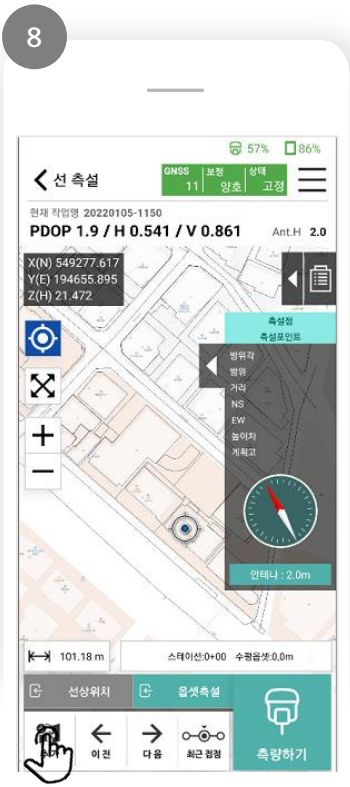 8
57% 86%
선 측설
GNSS 보정 상태
11 양호 고정
현재 작업명 20220105-1150
PDOP 1.9 / H 0.541 / V 0.861 Ant.H 2.0
X(N) 549277.617
Y(E) 194655.895
Z(H) 21.472
측설점
측설포인트
방위각
방위
거리
NS
EW
높이차
계획고
안테나 : 2.0m
101.18 m
스테이션:0+00 수평옵셋:0.0m
선상위치
옵셋측설
이전
다음
최근 접점
측량하기